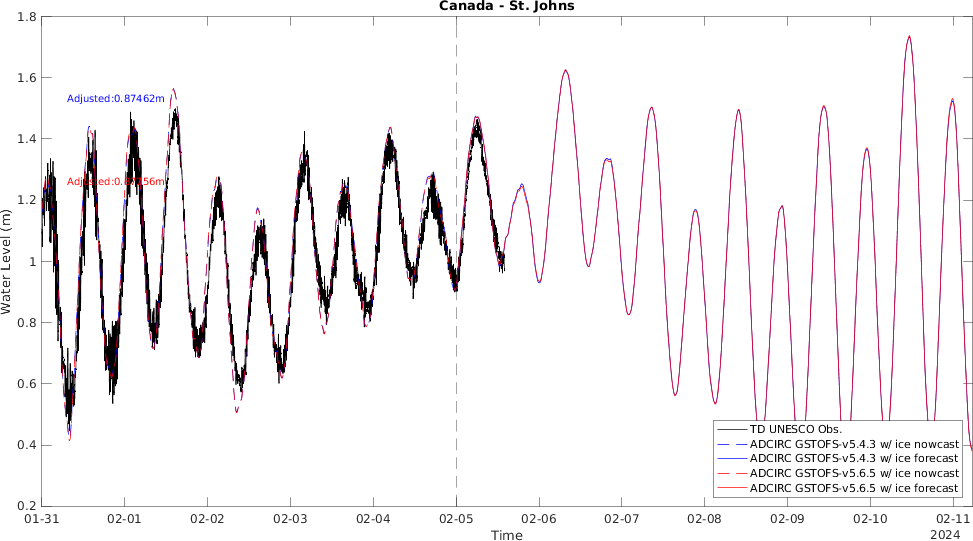 Canada - St. Johns
Water Level (m)
1.8
1.6
1.4
1.2
1
0.8
0.6
0.4
0.2
Adjusted:0.87462m
TD UNESCO Obs.
ADCIRC GSTOFS-v5.4.3 w/ ice nowcast
ADCIRC GSTOFS-v5.4.3 w/ ice forecast
ADCIRC GSTOFS-v5.6.5 w/ ice nowcast
ADCIRC GSTOFS-v5.6.5 w/ ice forecast
01-31 02-01 02-02 02-03 02-04 02-05 02-06 02-07 02-08 02-09 02-10 02-11
Time
2024